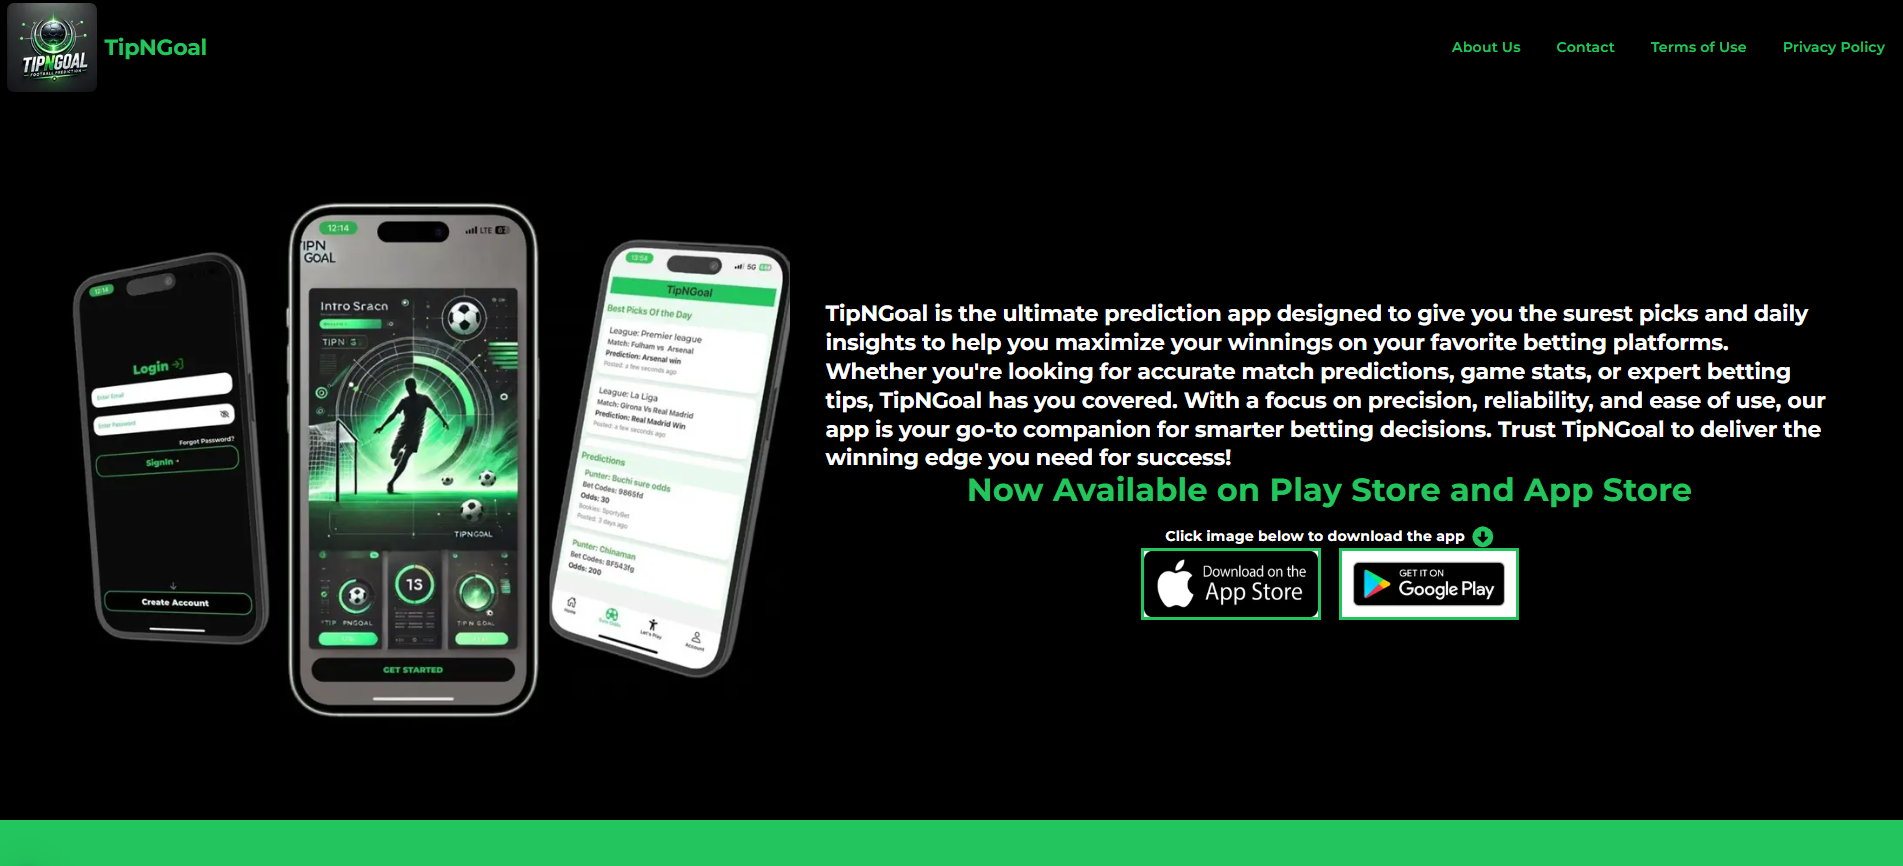 TIPNGOAL
FOOTBALL PREDICTION
TipNGoal
About Us
Contact
Terms of Use
Privacy Policy
12:14
Login
Enter Email
Enter Password
Forgot Password?
SignIn
Create Account
12:14
LTE
TIPN
GOAL
Intro Sracn
TIPN
TIPNGOAL
1S
GET STARTED
13:54
5G
TipNGoal
Best Picks Of the Day
League: Premier league
Match: Fulham vs Arsenal
Prediction: Arsenal win
Posted: a few seconds ago
League: La Liga
Match: Girona Vs Real Madrid
Prediction: Real Madrid Win
Posted: a few seconds ago
Predictions
Punter: Buchi sure odds
Bet Codes: 9865fd
Odds: 30
Bookies: SportyBet
Posted: 3 days ago
Punter: Chinaman
Bet Codes: 8F543fg
Odds: 200
Home
Sure Odds
Let's Play
Account
TipNGoal is the ultimate prediction app designed to give you the surest picks and daily
insights to help you maximize your winnings on your favorite betting platforms.
Whether you're looking for accurate match predictions, game stats, or expert betting
tips, TipNGoal has you covered. With a focus on precision, reliability, and ease of use, our
app is your go-to companion for smarter betting decisions. Trust TipNGoal to deliver the
winning edge you need for success!
Now Available on Play Store and App Store
Click image below to download the app
Download on the
App Store
GET IT ON
Google Play